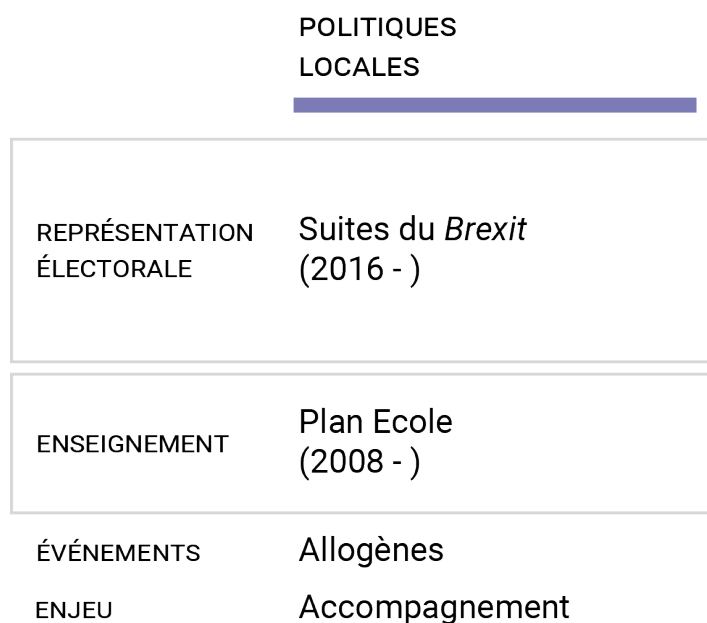 POLITIQUES
LOCALES
REPRÉSENTATION
ÉLECTORALE
Suites du Brexit
(2016 - )
ENSEIGNEMENT
Plan Ecole
(2008 - )
ÉVÉNEMENTS
Allogènes
ENJEU
Accompagnement